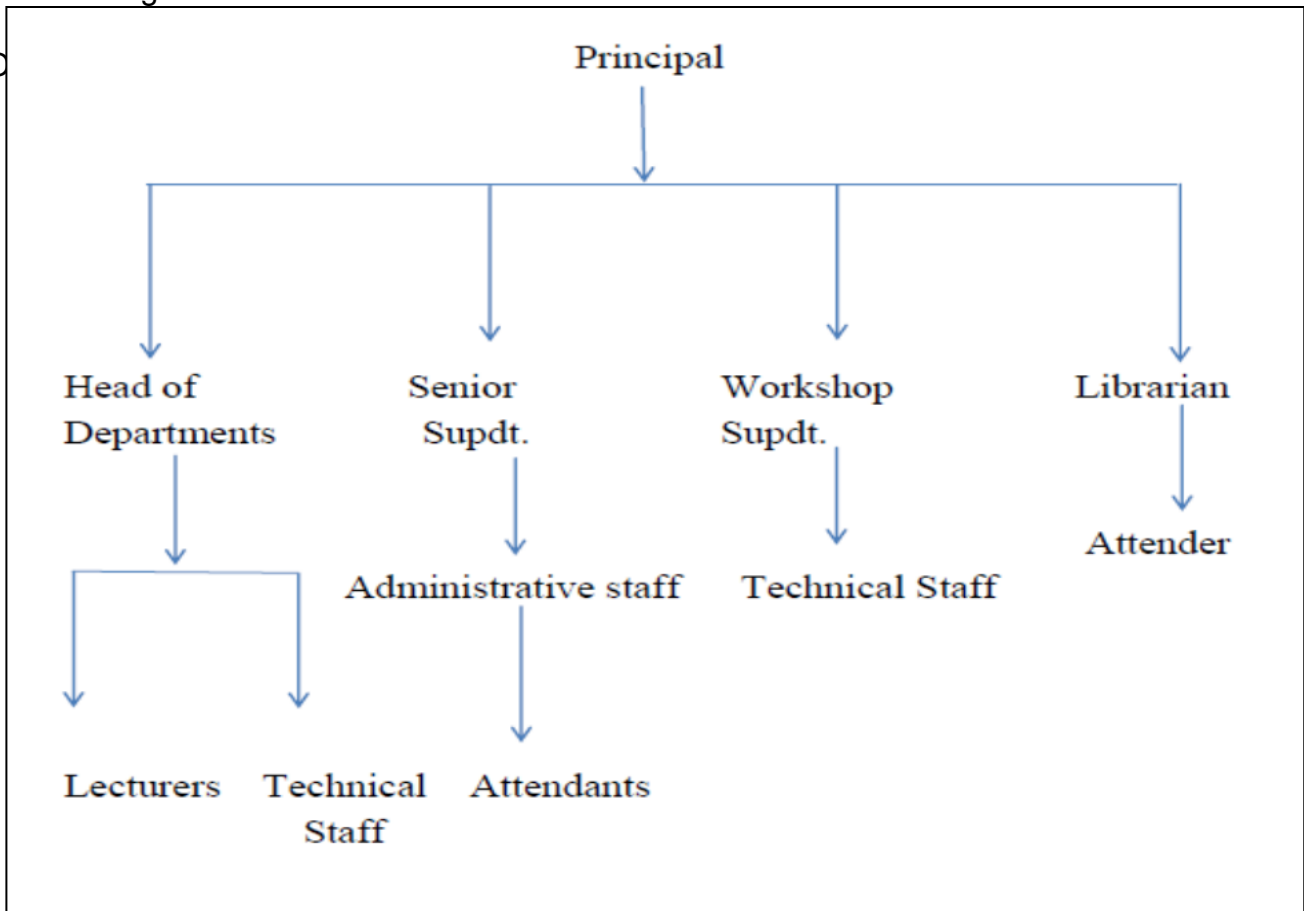 Principal
Head of
Departments
Senior
Supdt.
Workshop
Supdt.
Librarian
Attender
Administrative staff
Technical Staff
Lecturers
Technical
Staff
Attendants